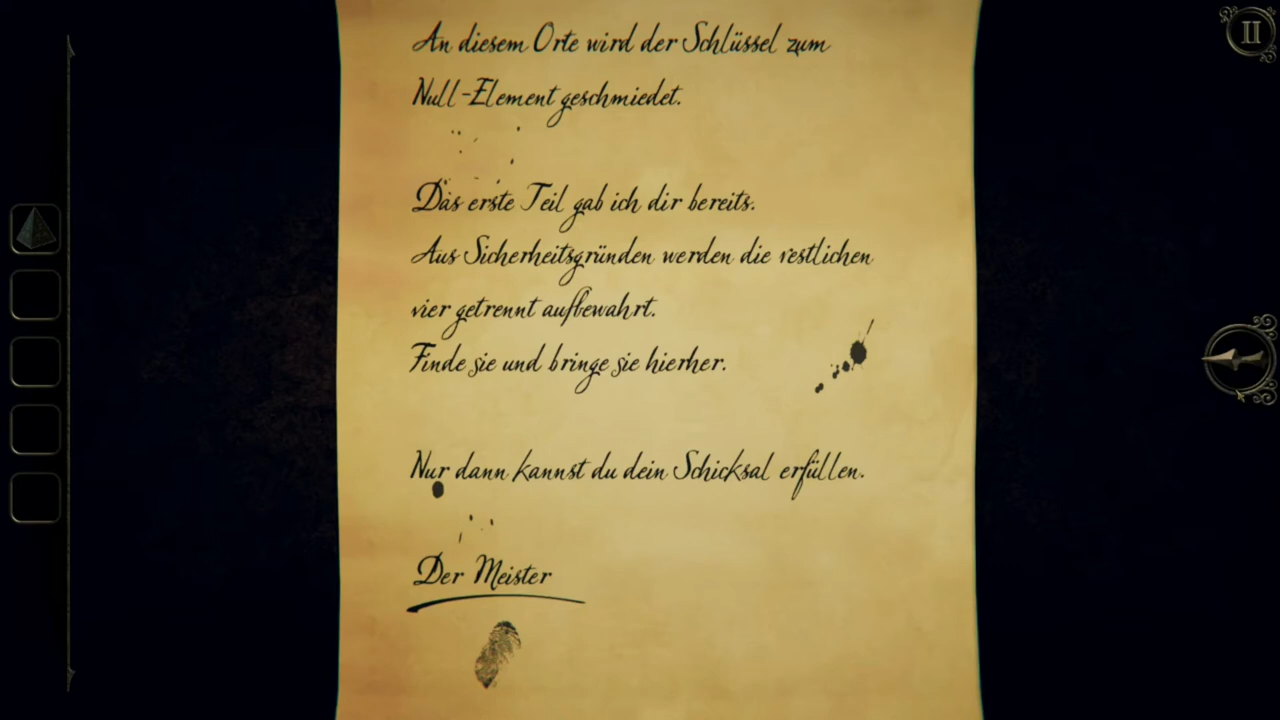 An diesem Orte wird der Schlüssel zum
Null-Element geschmiedet.
Das erste Teil gab ich dir bereits.
Aus Sicherheitsgründen werden die restlichen
vier getrennt aufbewahrt.
Finde sie und bringe sie hierher.
Nur dann kannst du dein Schicksal erfüllen.
Der Meister